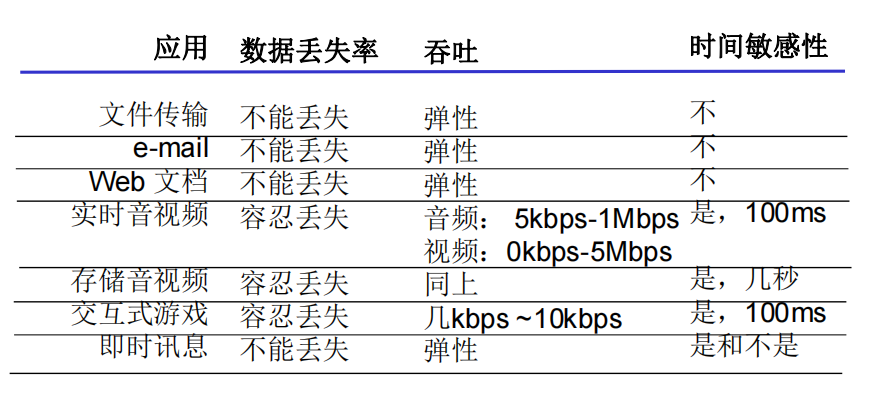 应用 数据丢失率 吞吐 时间敏感性
文件传输 不能丢失 弹性 不
e-mail 不能丢失 弹性 不
Web 文档 不能丢失 弹性 不
实时音视频 容忍丢失 音频： 5kbps-1Mbps 是，100ms
视频：0kbps-5Mbps
存储音视频 容忍丢失 同上 是，几秒
交互式游戏 容忍丢失 几kbps ~10kbps 是，100ms
即时讯息 不能丢失 弹性 是和不是